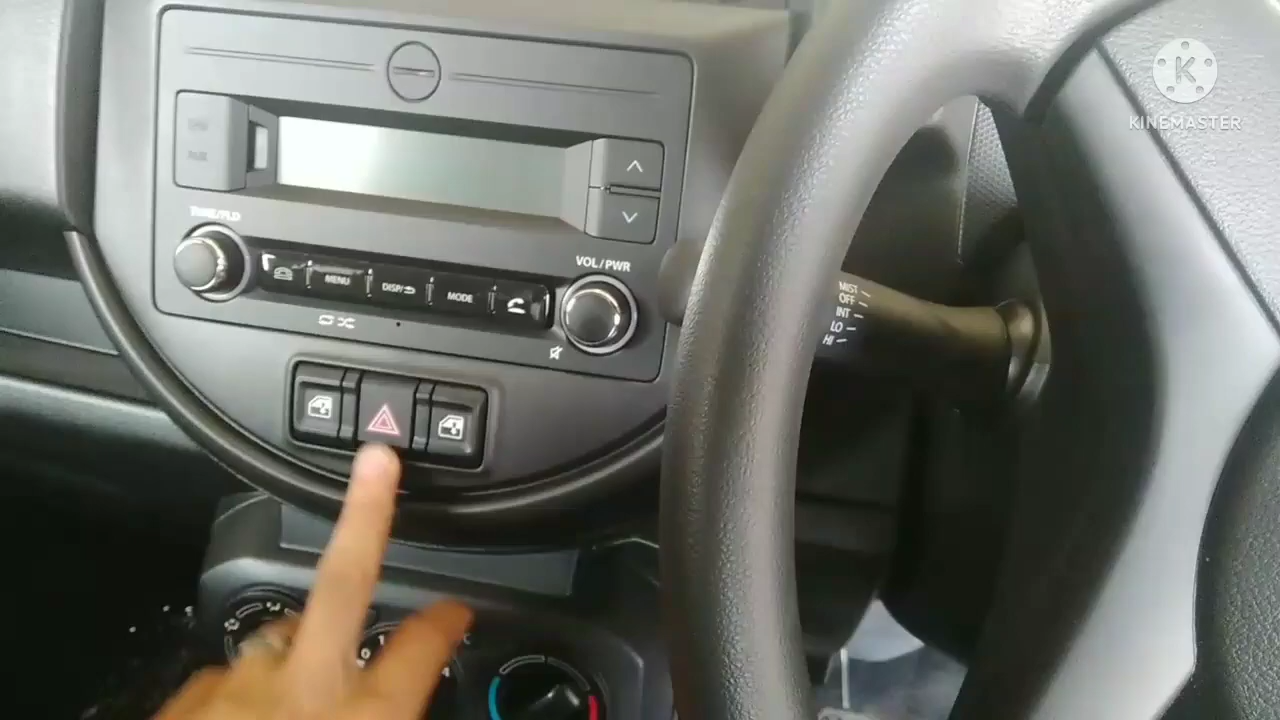 KINEMASTER
TUNE/FLD
MENU
DISP/
MODE
VOL/PWR
MIST
OFF
INT
LO
HI